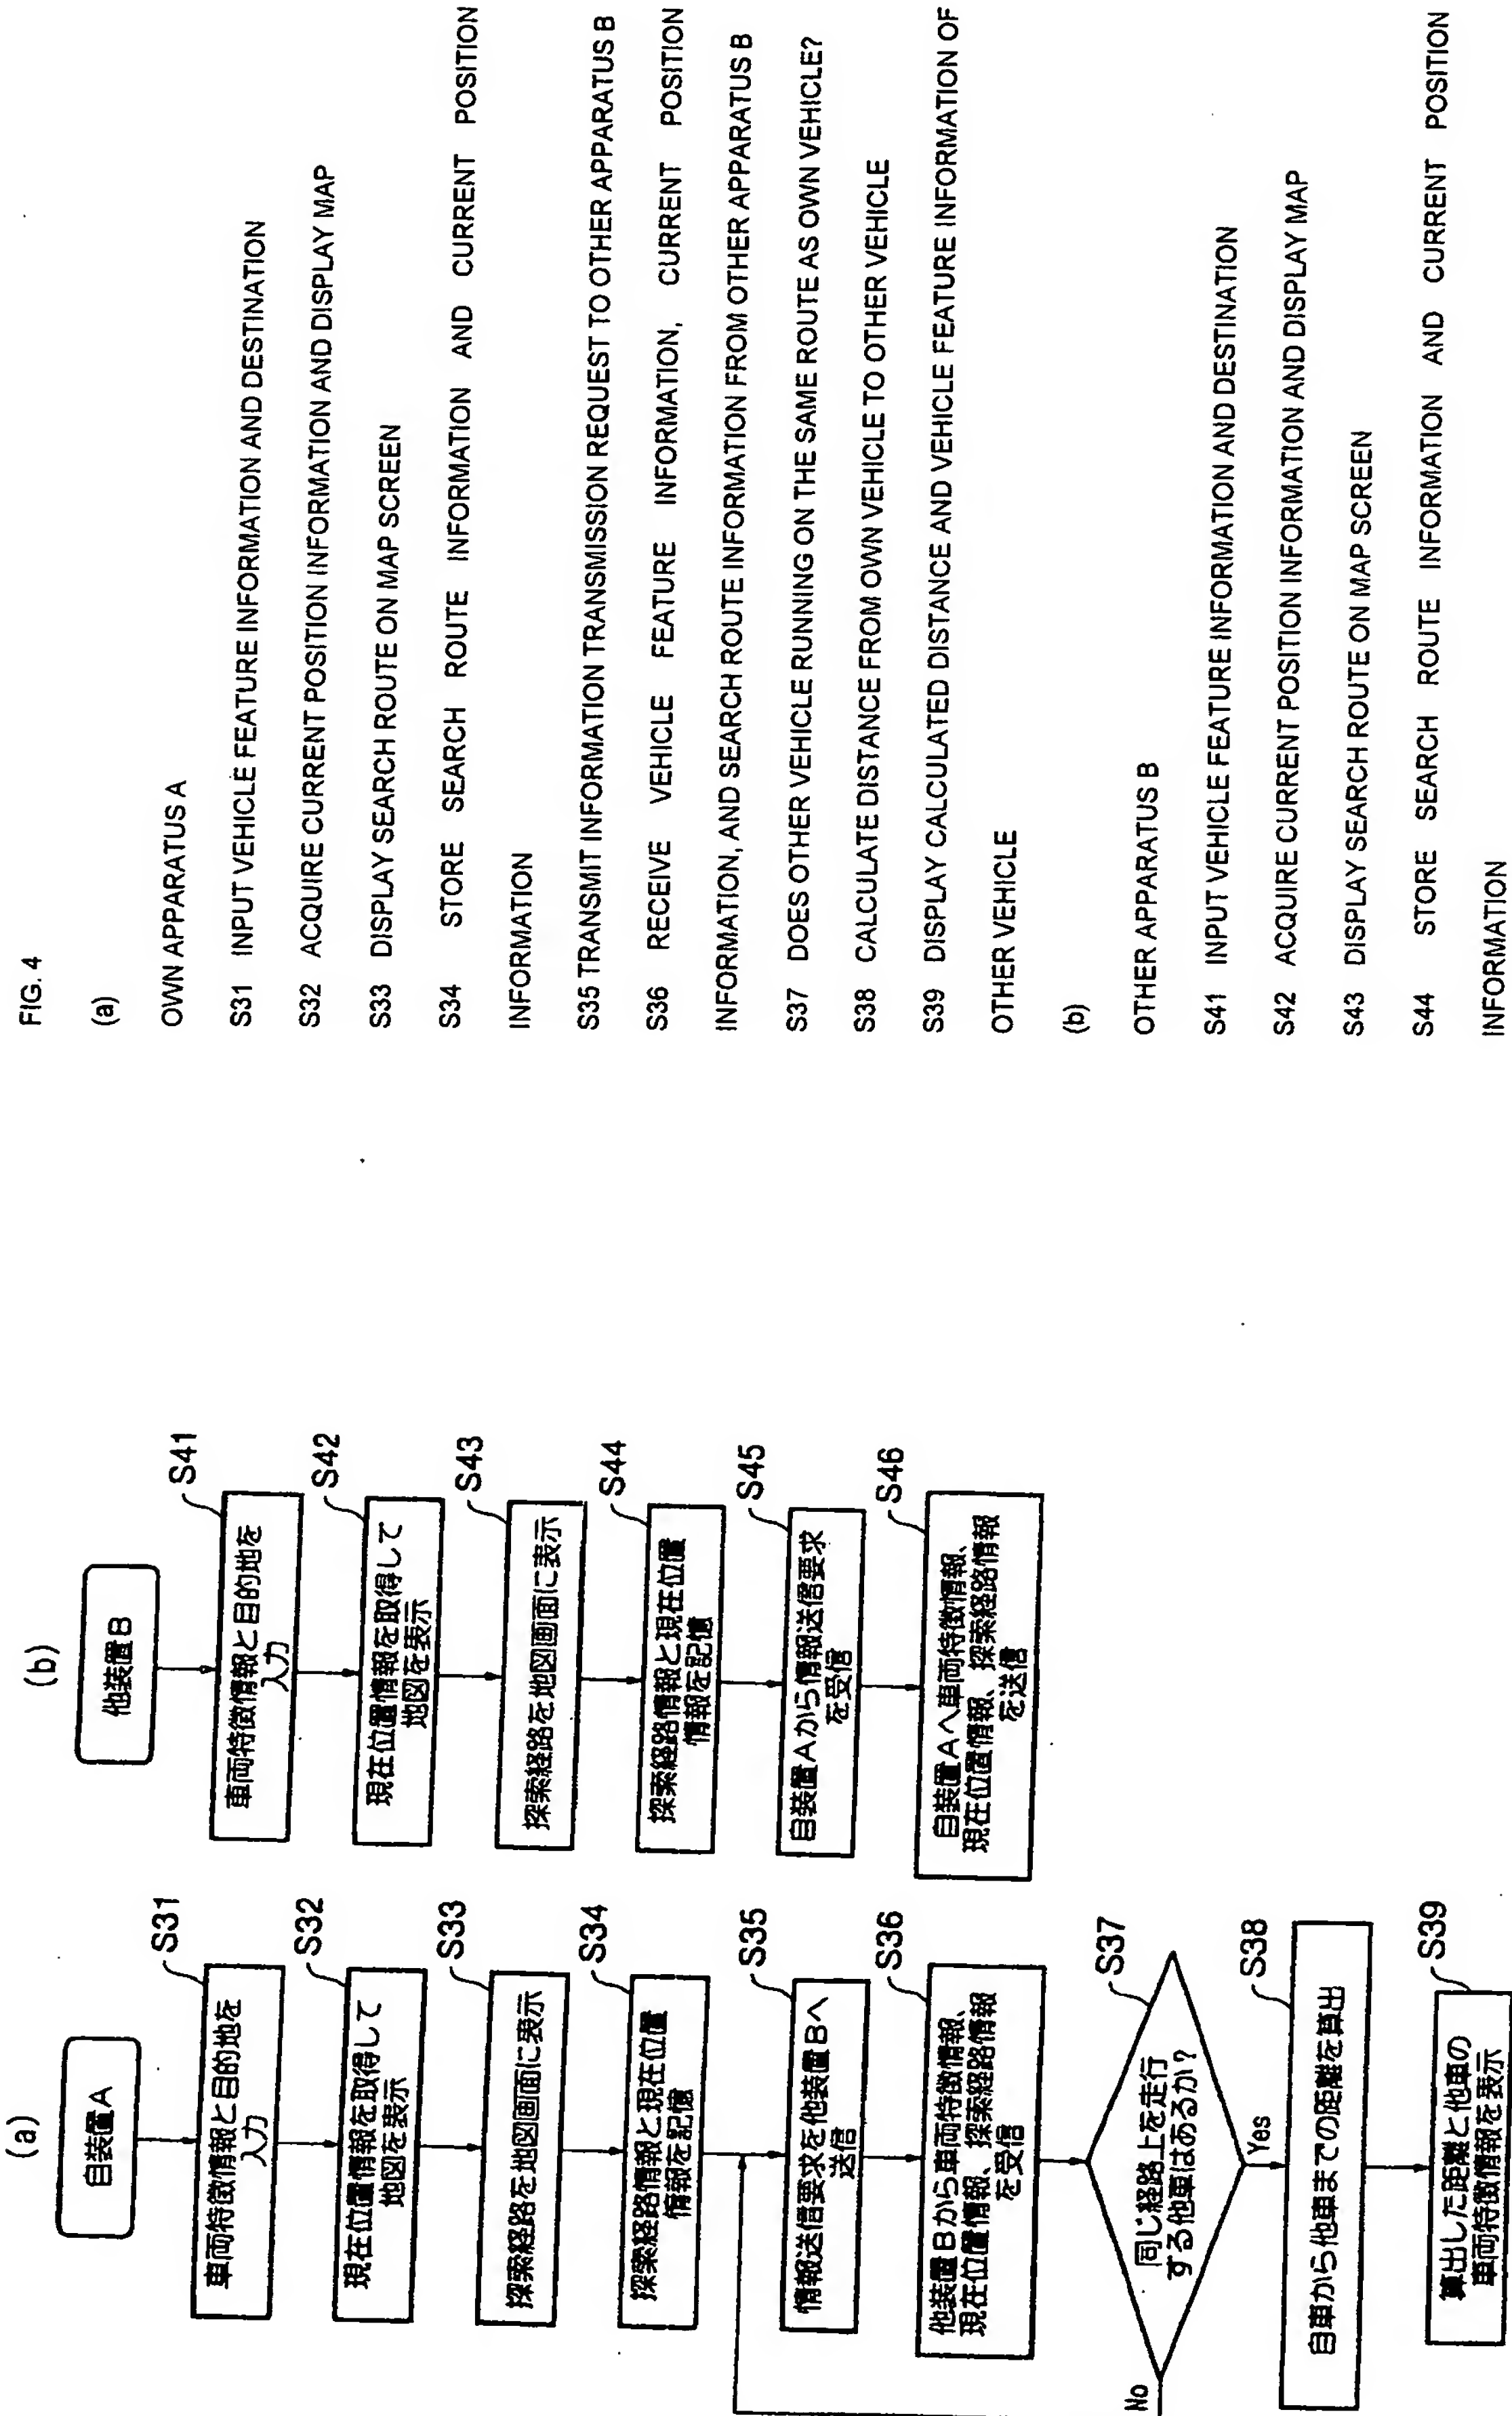 FIG. 4
(a)
OWN APPARATUS A
S31 INPUT VEHICLE FEATURE INFORMATION AND DESTINATION
S32 ACQUIRE CURRENT POSITION INFORMATION AND DISPLAY MAP
S33 DISPLAY SEARCH ROUTE ON MAP SCREEN
S34 STORE SEARCH ROUTE INFORMATION AND CURRENT POSITION
INFORMATION
S35 TRANSMIT INFORMATION TRANSMISSION REQUEST TO OTHER APPARATUS B
S36 RECEIVE VEHICLE FEATURE INFORMATION, CURRENT POSITION
INFORMATION, AND SEARCH ROUTE INFORMATION FROM OTHER APPARATUS B
S37 DOES OTHER VEHICLE RUNNING ON THE SAME ROUTE AS OWN VEHICLE?
S38 CALCULATE DISTANCE FROM OWN VEHICLE TO OTHER VEHICLE
S39 DISPLAY CALCULATED DISTANCE AND VEHICLE FEATURE INFORMATION OF
OTHER VEHICLE
(b)
OTHER APPARATUS B
S41 INPUT VEHICLE FEATURE INFORMATION AND DESTINATION
S42 ACQUIRE CURRENT POSITION INFORMATION AND DISPLAY MAP
S43 DISPLAY SEARCH ROUTE ON MAP SCREEN
S44 STORE SEARCH ROUTE INFORMATION AND CURRENT POSITION
INFORMATION
(a)
自装置A
S31
車両特徴情報と目的地を
入力
S32
現在位置情報を取得して
地図を表示
S33
探索経路を地図画面に表示
S34
探索経路情報と現在位置
情報を記憶
S35
情報送信要求を他装置Bへ
送信
S36
他装置Bから車両特徴情報、
現在位置情報、探索経路情報
を受信
S37
同じ経路上を走行
する他車はあるか?
No
Yes
S38
自車から他車までの距離を算出
S39
算出した距離と他車の
車両特徴情報を表示
(b)
他装置B
S41
車両特徴情報と目的地を
入力
S42
現在位置情報を取得して
地図を表示
S43
探索経路を地図画面に表示
S44
探索経路情報と現在位置
情報を記憶
S45
自装置Aから情報送信要求
を受信
S46
自装置Aへ車両特徴情報、
現在位置情報、探索経路情報
を送信